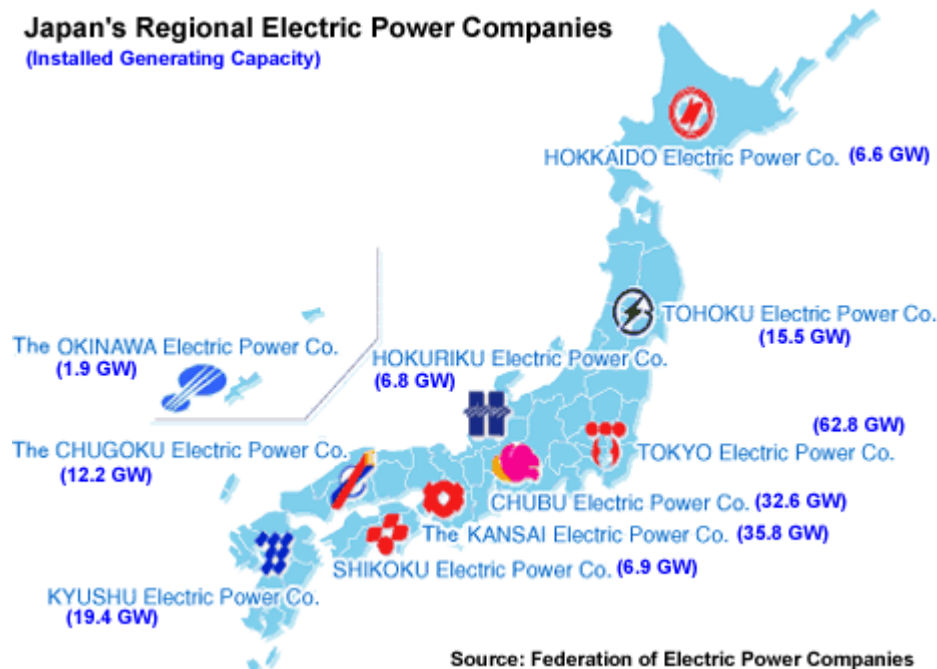 Japan's Regional Electric Power Companies
(Installed Generating Capacity)
HOKKAIDO Electric Power Co. (6.6 GW)
TOHOKU Electric Power Co.
(15.5 GW)
The OKINAWA Electric Power Co.
(1.9 GW)
HOKURIKU Electric Power Co.
(6.8 GW)
(62.8 GW)
TOKYO Electric Power Co.
The CHUGOKU Electric Power Co.
(12.2 GW)
CHUBU Electric Power Co. (32.6 GW)
The KANSAI Electric Power Co. (35.8 GW)
SHIKOKU Electric Power Co. (6.9 GW)
KYUSHU Electric Power Co.
(19.4 GW)
Source: Federation of Electric Power Companies